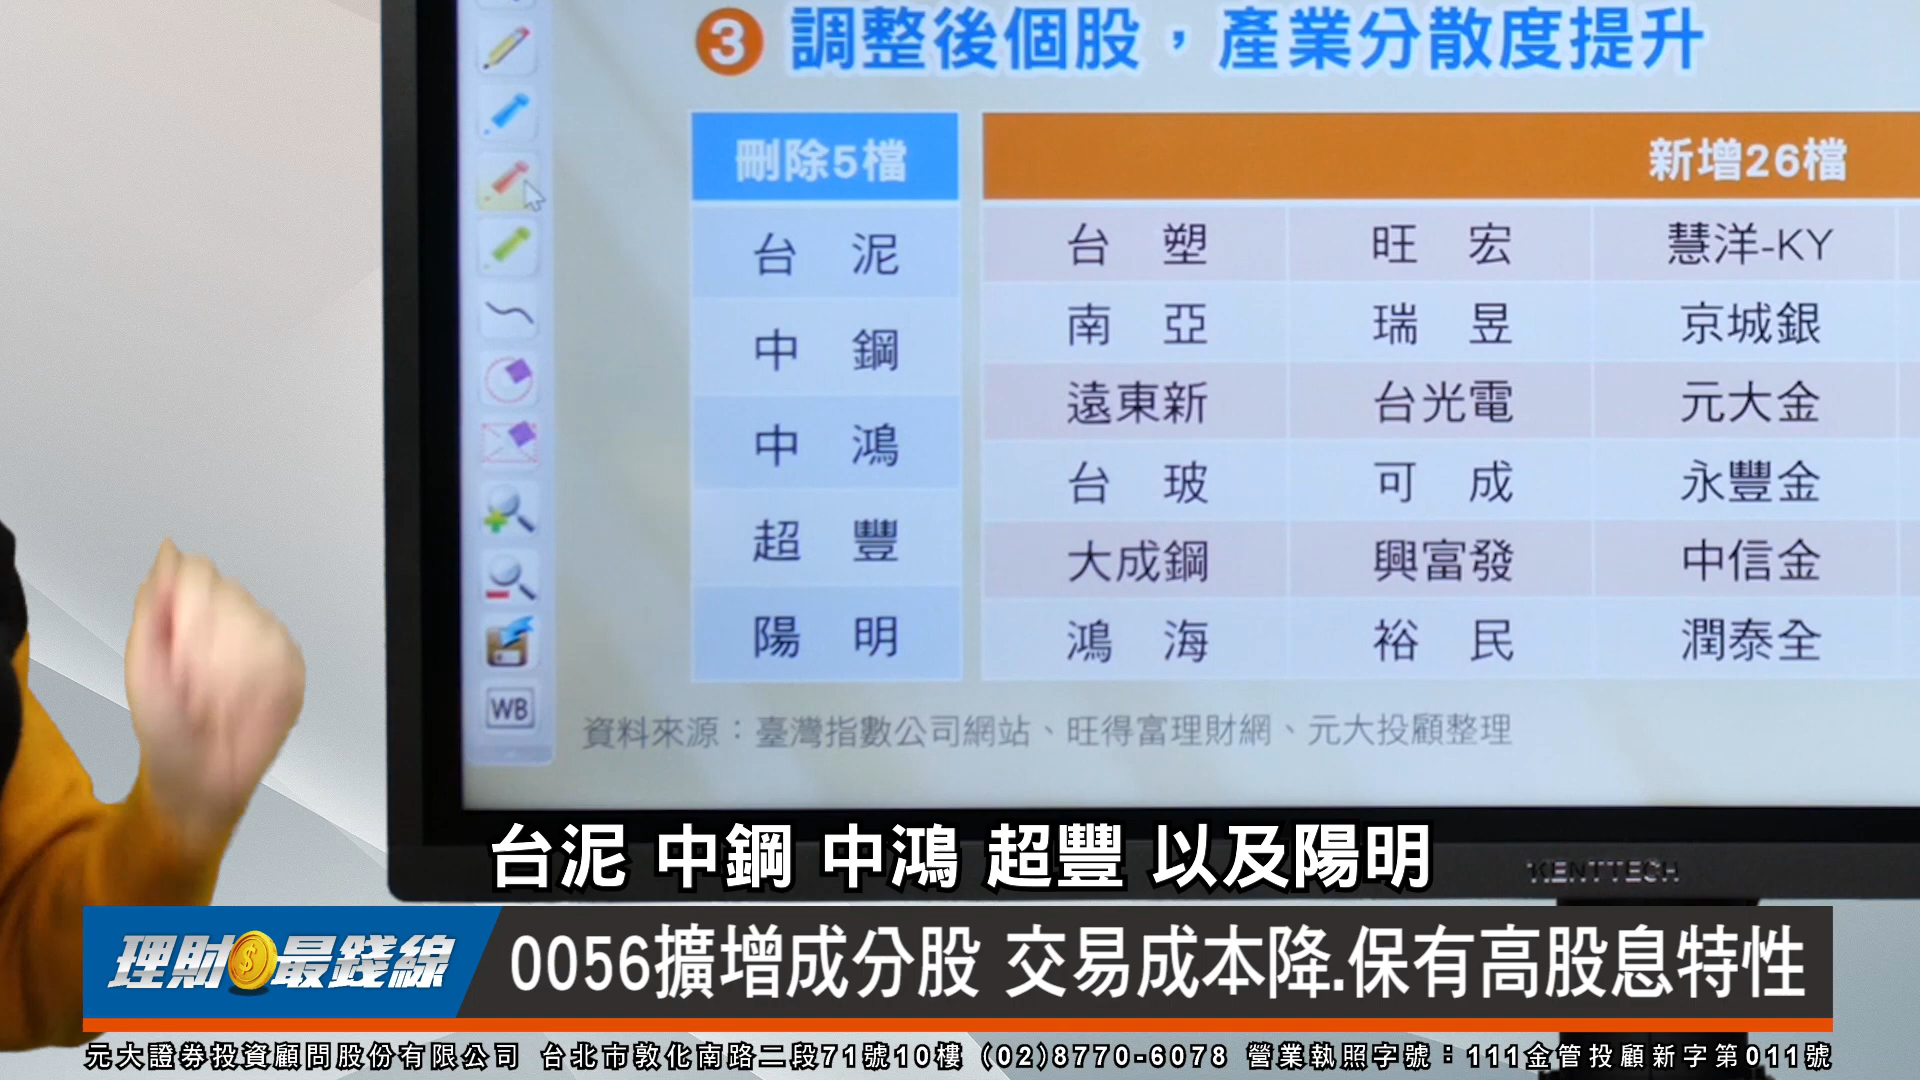 3 調整後個股，產業分散度提升
刪除5檔 新增26檔
台泥 台塑 旺宏 慧洋-KY
中鋼 南亞 瑞昱 京城銀
中鴻 遠東新 台光電 元大金
超豐 台玻 可成 永豐金
陽明 大成鋼 興富發 中信金
鴻海 裕民 潤泰全
WB
資料來源：臺灣指數公司網站、旺得富理財網、元大投顧整理
KENTTECH
台泥 中鋼 中鴻 超豐 以及陽明
理財$最錢線
0056擴增成分股 交易成本降.保有高股息特性
元大證券投資顧問股份有限公司 台北市敦化南路二段71號10樓 (02)8770-6078 營業執照字號：111金管投顧新字第011號